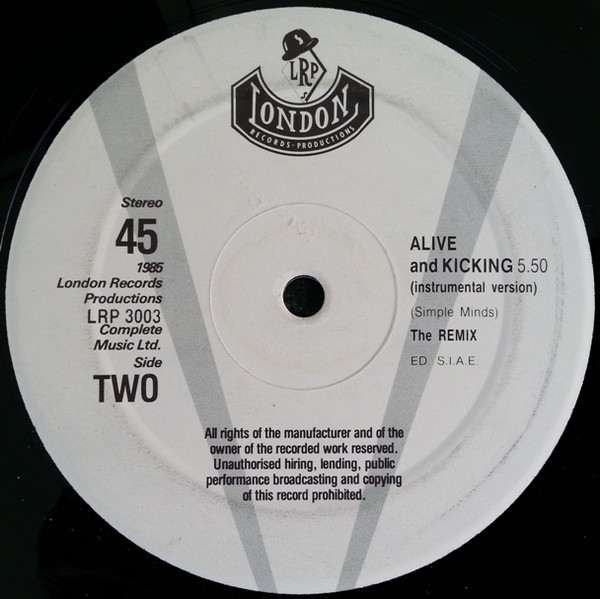 LRP
LONDON
RECORDS · PRODUCTIONS
Stereo
45
1985
London Records
Productions
LRP 3003
Complete
Music Ltd.
Side
TWO
ALIVE
and KICKING 5.50
(instrumental version)
(Simple Minds)
The REMIX
ED. S.I.A.E.
All rights of the manufacturer and of the
owner of the recorded work reserved.
Unauthorised hiring, lending, public
performance broadcasting and copying
of this record prohibited.